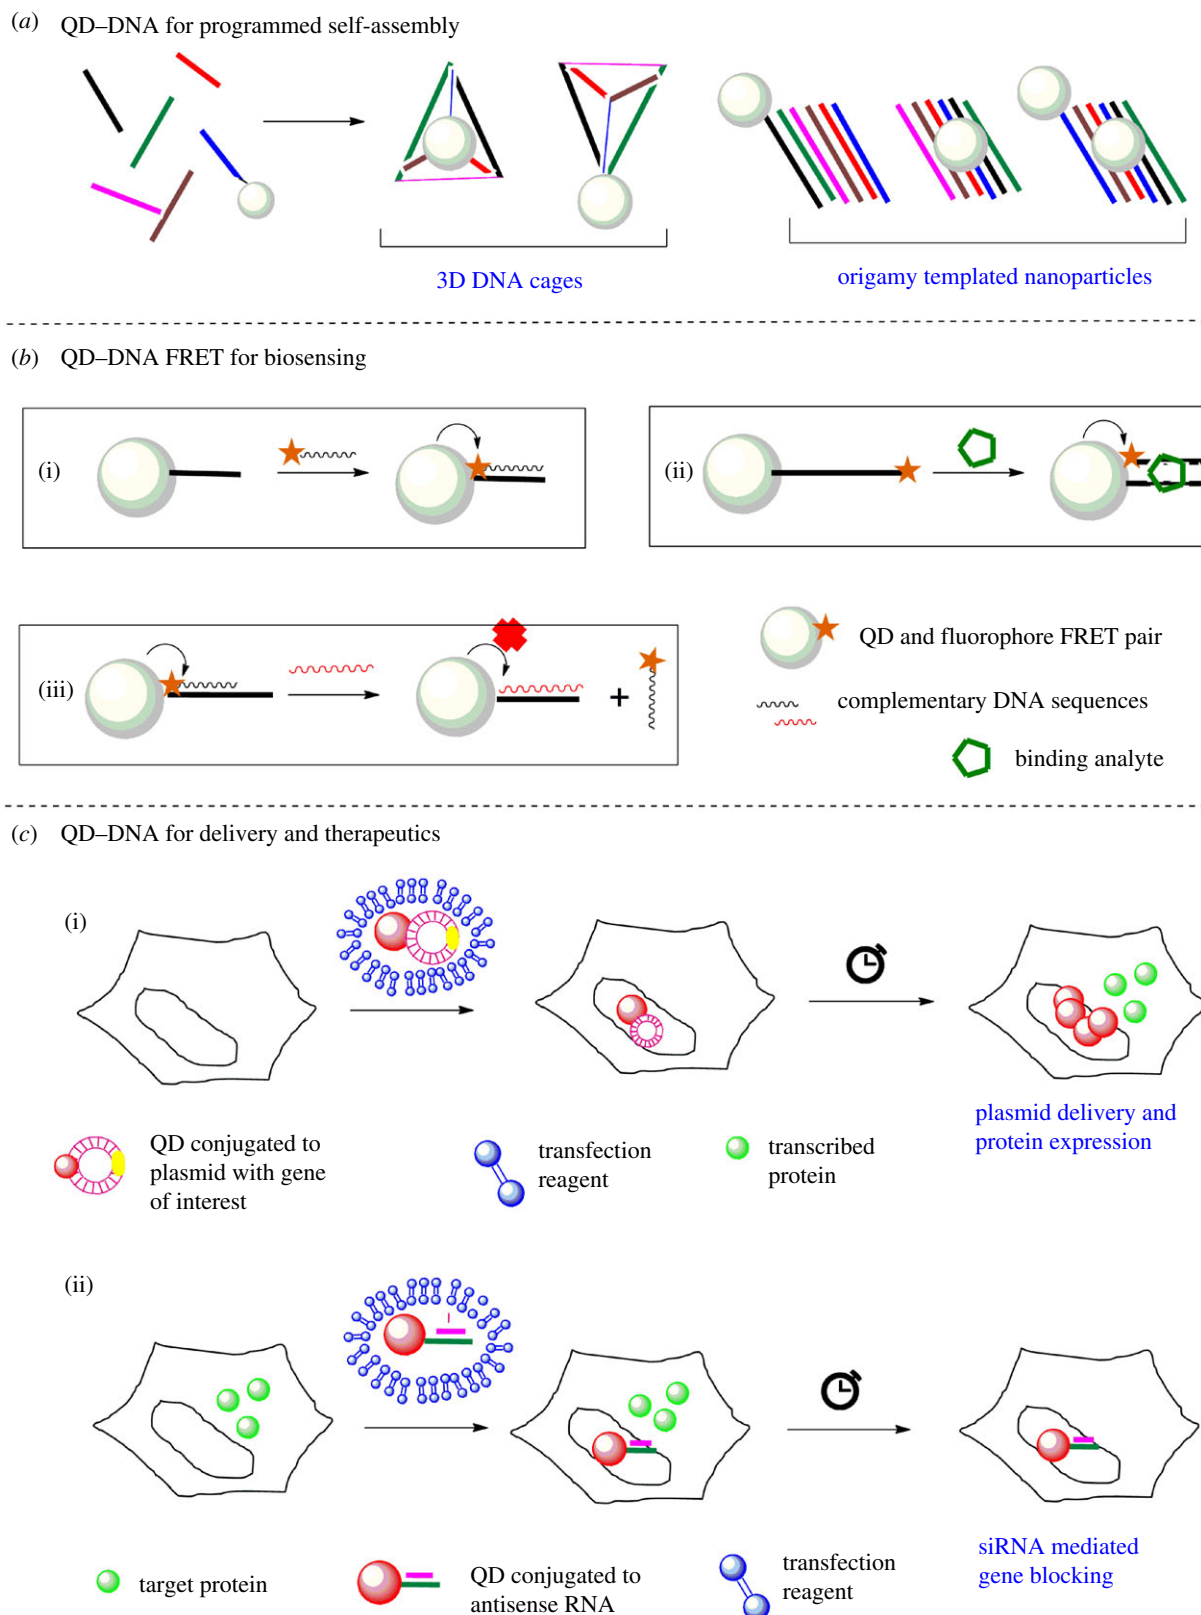 (a) QD–DNA for programmed self-assembly
3D DNA cages
origamy templated nanoparticles
(b) QD–DNA FRET for biosensing
(i)
(ii)
(iii)
QD and fluorophore FRET pair
complementary DNA sequences
binding analyte
(c) QD–DNA for delivery and therapeutics
(i)
plasmid delivery and
protein expression
QD conjugated to
plasmid with gene
of interest
transfection
reagent
transcribed
protein
(ii)
siRNA mediated
gene blocking
target protein
QD conjugated to
antisense RNA
transfection
reagent